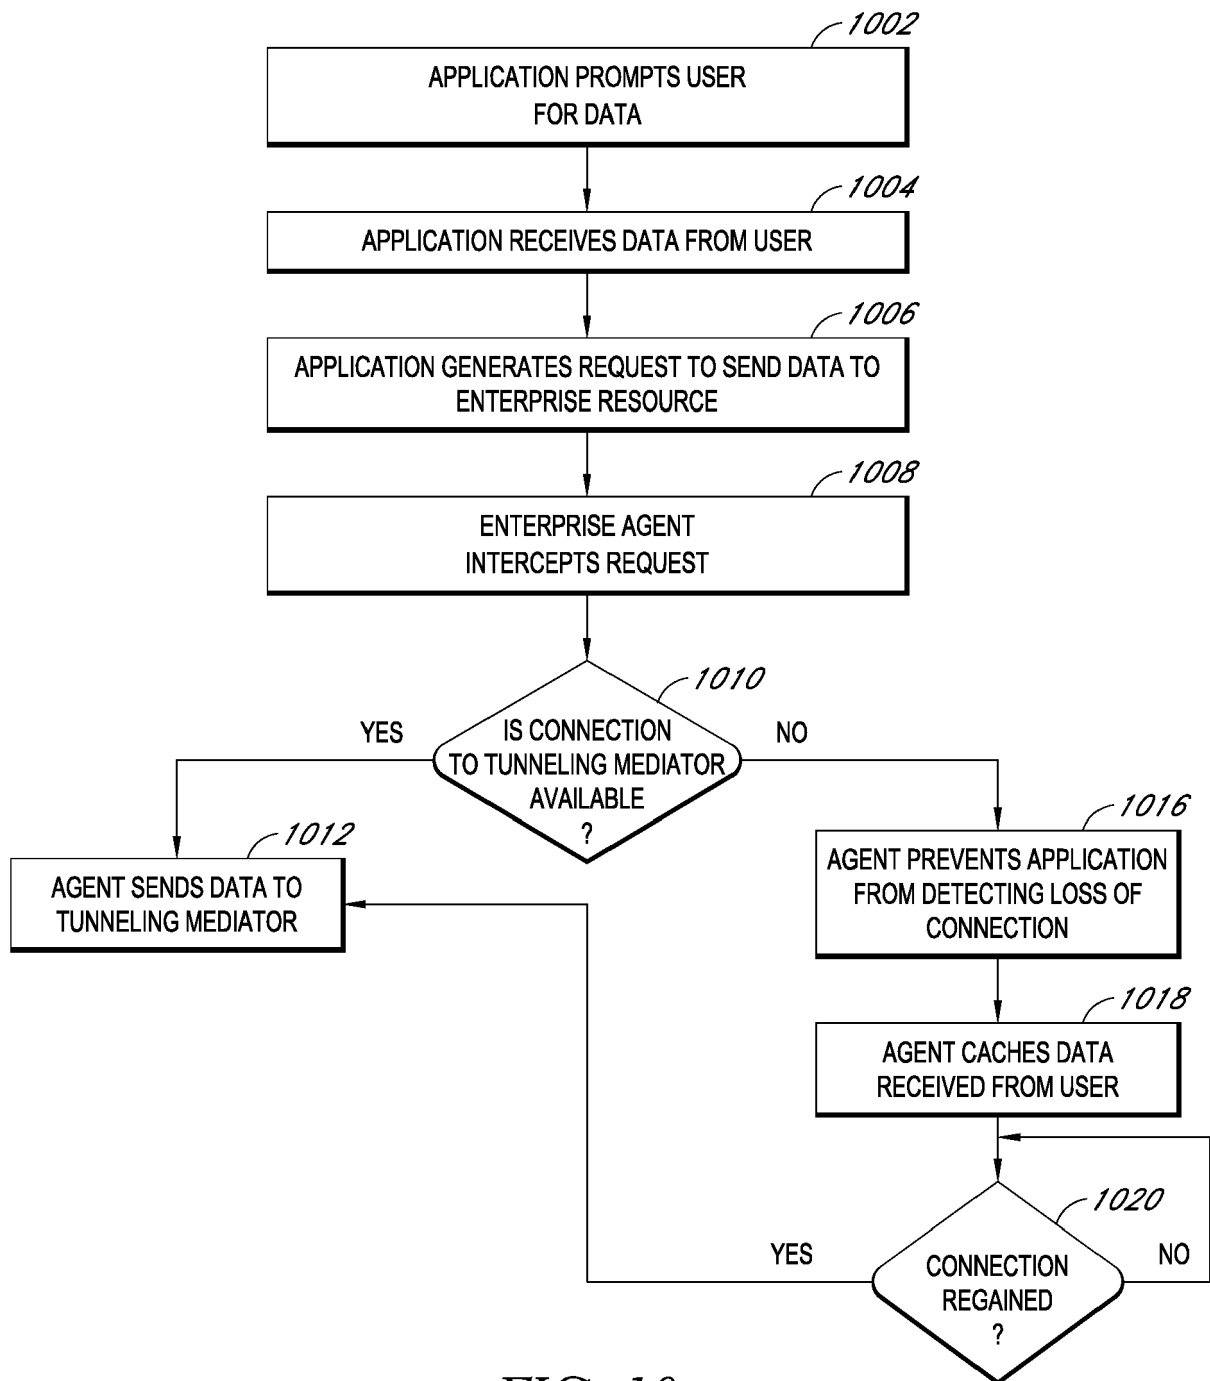 1002
APPLICATION PROMPTS USER
FOR DATA
1004
APPLICATION RECEIVES DATA FROM USER
1006
APPLICATION GENERATES REQUEST TO SEND DATA TO
ENTERPRISE RESOURCE
1008
ENTERPRISE AGENT
INTERCEPTS REQUEST
1010
IS CONNECTION
TO TUNNELING MEDIATOR
AVAILABLE
?
YES
NO
1012
AGENT SENDS DATA TO
TUNNELING MEDIATOR
1016
AGENT PREVENTS APPLICATION
FROM DETECTING LOSS OF
CONNECTION
1018
AGENT CACHES DATA
RECEIVED FROM USER
1020
CONNECTION
REGAINED
?
YES
NO